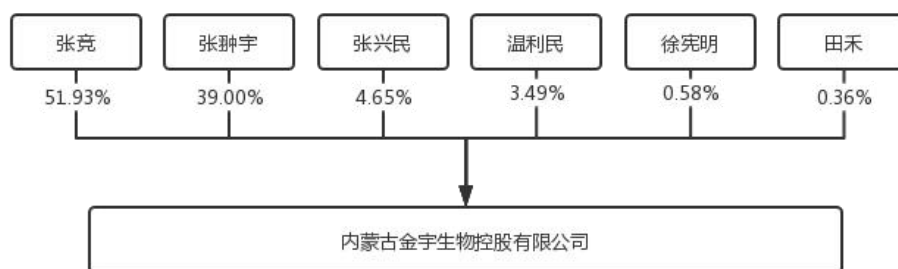 张竞
张翀宇
张兴民
温利民
徐宪明
田禾
51.93%
39.00%
4.65%
3.49%
0.58%
0.36%
内蒙古金宇生物控股有限公司